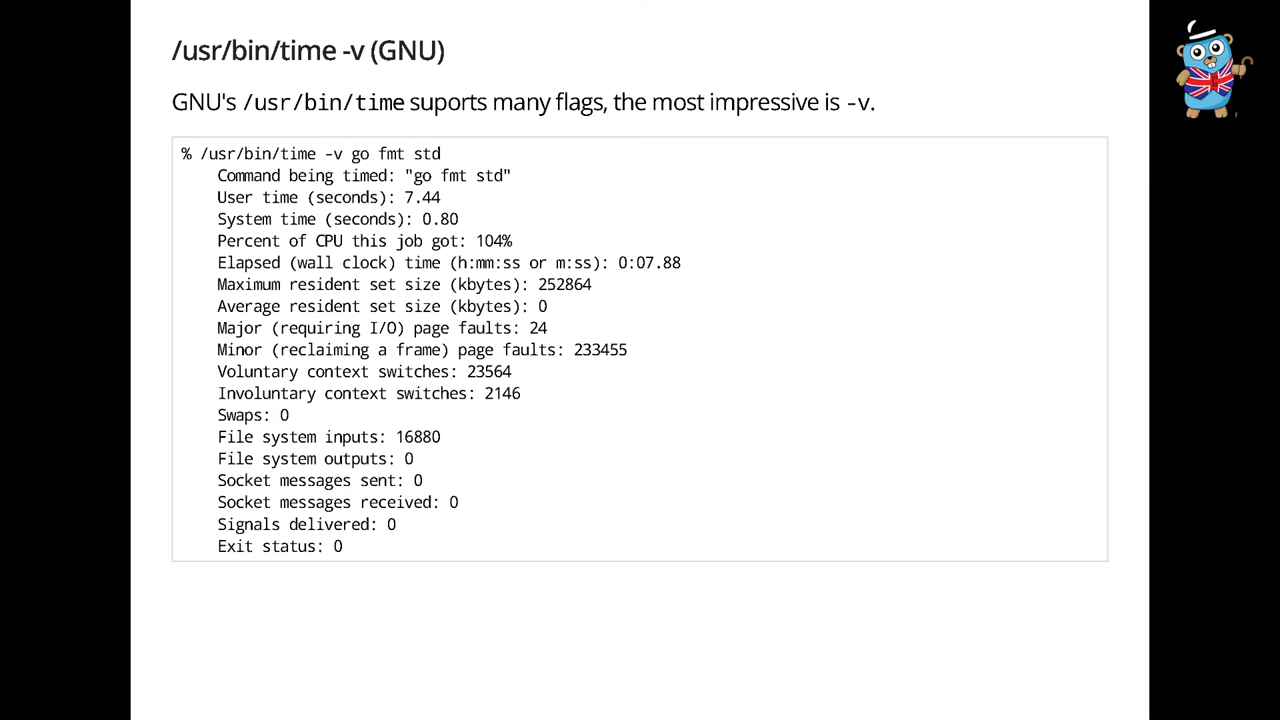 /usr/bin/time -v (GNU)
GNU's /usr/bin/time suports many flags, the most impressive is -v.
% /usr/bin/time -v go fmt std
Command being timed: "go fmt std"
User time (seconds): 7.44
System time (seconds): 0.80
Percent of CPU this job got: 104%
Elapsed (wall clock) time (h:mm:ss or m:ss): 0:07.88
Maximum resident set size (kbytes): 252864
Average resident set size (kbytes): 0
Major (requiring I/O) page faults: 24
Minor (reclaiming a frame) page faults: 233455
Voluntary context switches: 23564
Involuntary context switches: 2146
Swaps: 0
File system inputs: 16880
File system outputs: 0
Socket messages sent: 0
Socket messages received: 0
Signals delivered: 0
Exit status: 0